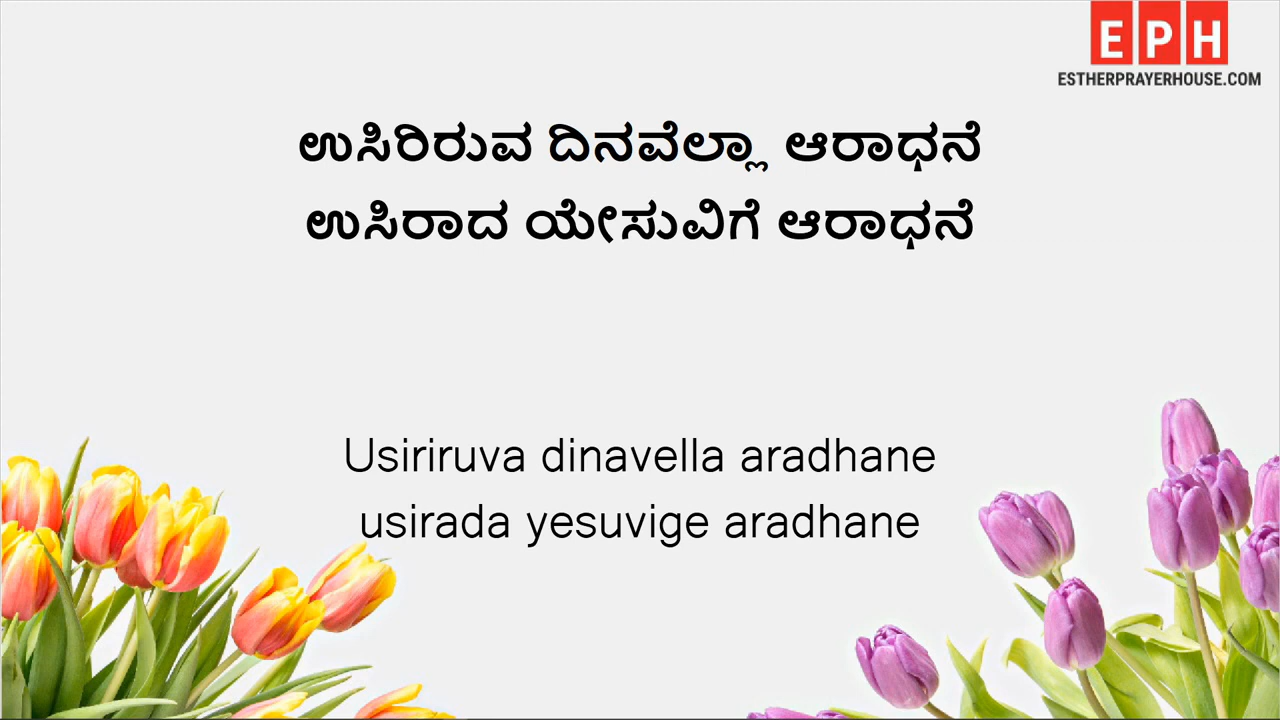 EPH
ESTHERPRAYERHOUSE.COM
ಉಸಿರಿರುವ ದಿನವೆಲ್ಲಾ ಆರಾಧನೆ
ಉಸಿರಾದ ಯೇಸುವಿಗೆ ಆರಾಧನೆ
Usiriruva dinavella aradhane
usirada yesuvige aradhane